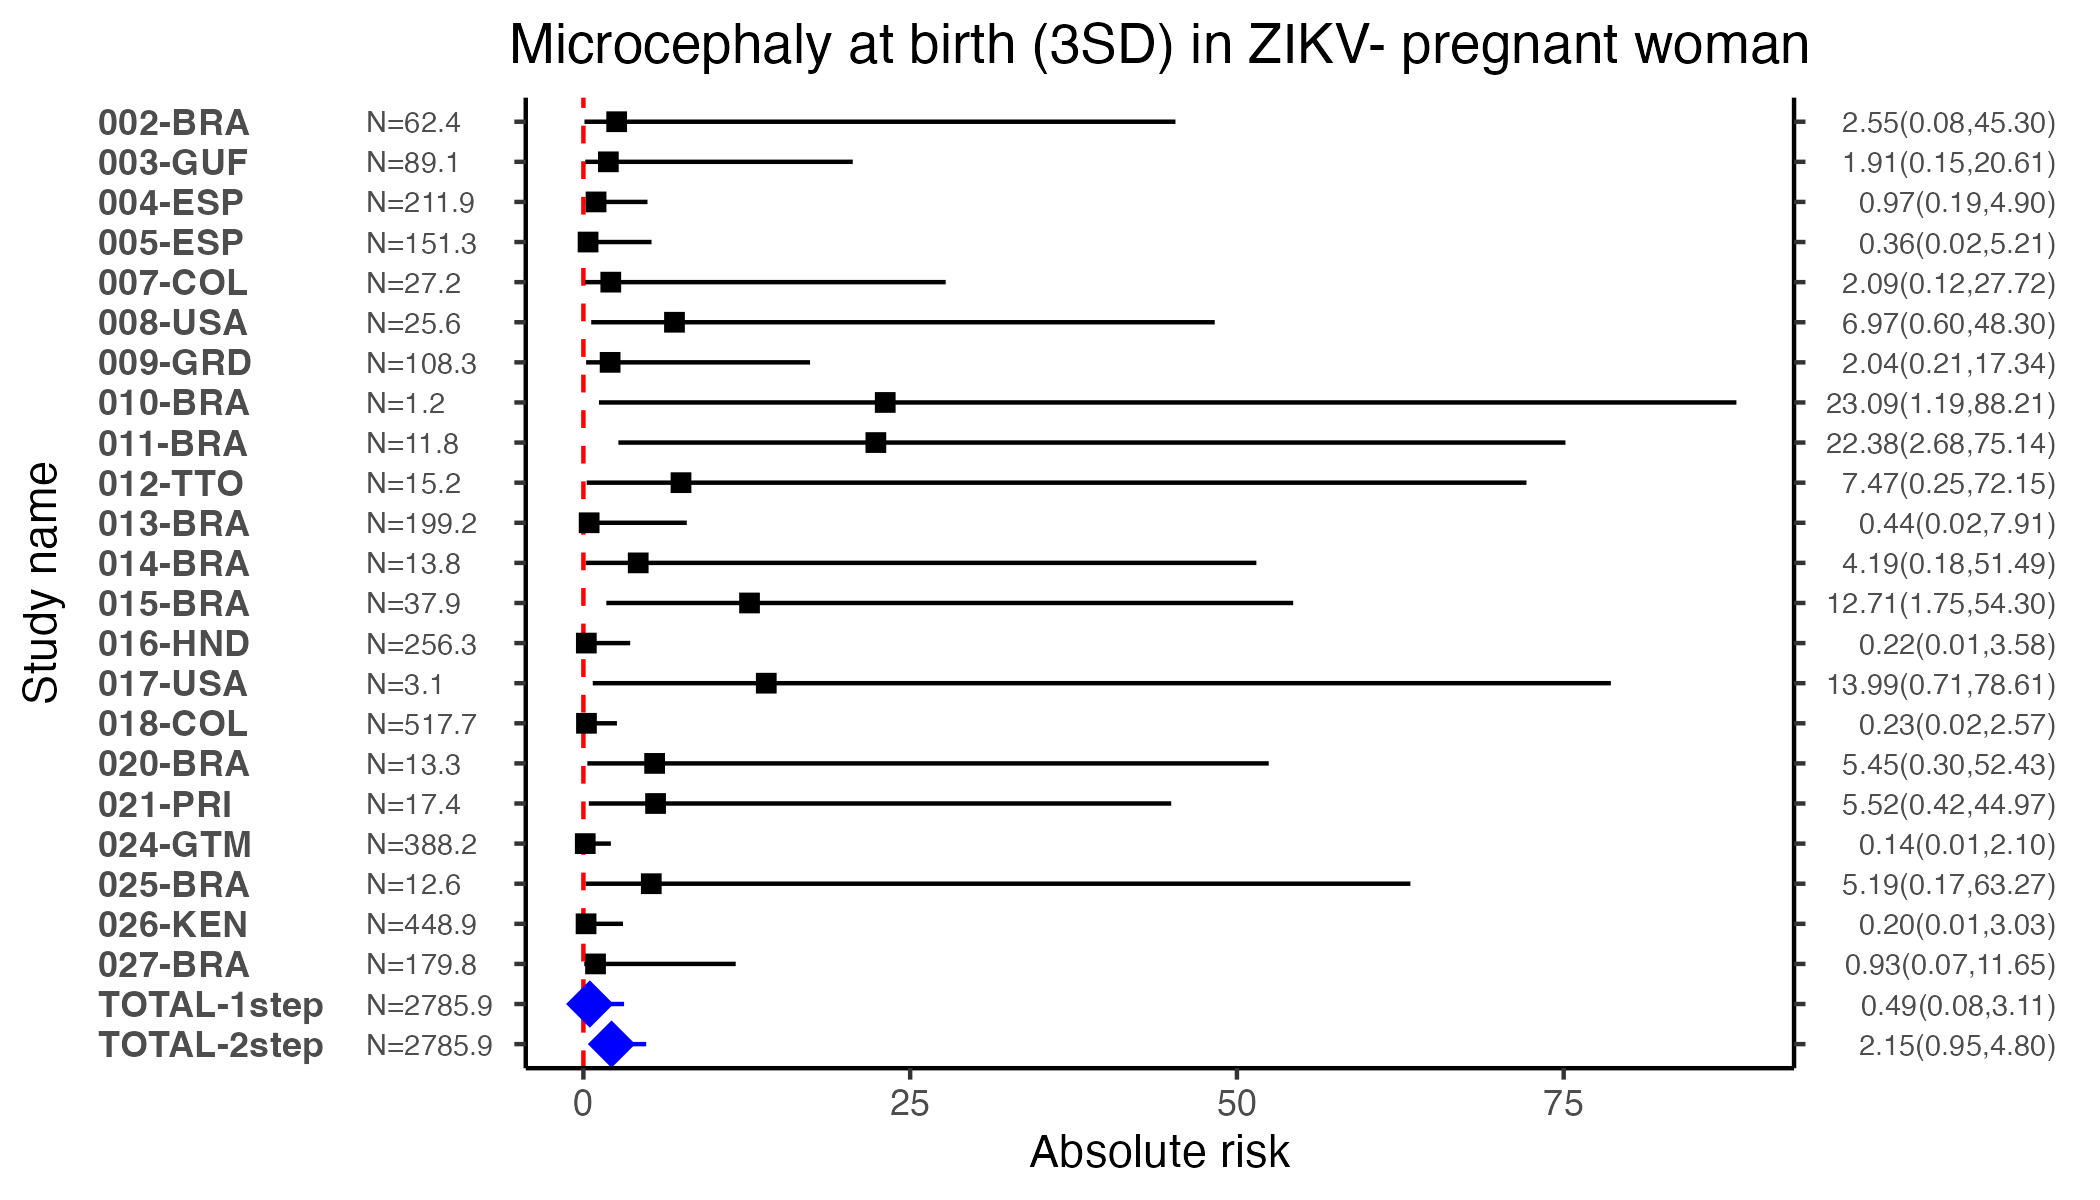 Microcephaly at birth (3SD) in ZIKV- pregnant woman
Study name
002-BRA N=62.4 2.55(0.08,45.30)
003-GUF N=89.1 1.91(0.15,20.61)
004-ESP N=211.9 0.97(0.19,4.90)
005-ESP N=151.3 0.36(0.02,5.21)
007-COL N=27.2 2.09(0.12,27.72)
008-USA N=25.6 6.97(0.60,48.30)
009-GRD N=108.3 2.04(0.21,17.34)
010-BRA N=1.2 23.09(1.19,88.21)
011-BRA N=11.8 22.38(2.68,75.14)
012-TTO N=15.2 7.47(0.25,72.15)
013-BRA N=199.2 0.44(0.02,7.91)
014-BRA N=13.8 4.19(0.18,51.49)
015-BRA N=37.9 12.71(1.75,54.30)
016-HND N=256.3 0.22(0.01,3.58)
017-USA N=3.1 13.99(0.71,78.61)
018-COL N=517.7 0.23(0.02,2.57)
020-BRA N=13.3 5.45(0.30,52.43)
021-PRI N=17.4 5.52(0.42,44.97)
024-GTM N=388.2 0.14(0.01,2.10)
025-BRA N=12.6 5.19(0.17,63.27)
026-KEN N=448.9 0.20(0.01,3.03)
027-BRA N=179.8 0.93(0.07,11.65)
TOTAL-1step N=2785.9 0.49(0.08,3.11)
TOTAL-2step N=2785.9 2.15(0.95,4.80)
0 25 50 75
Absolute risk